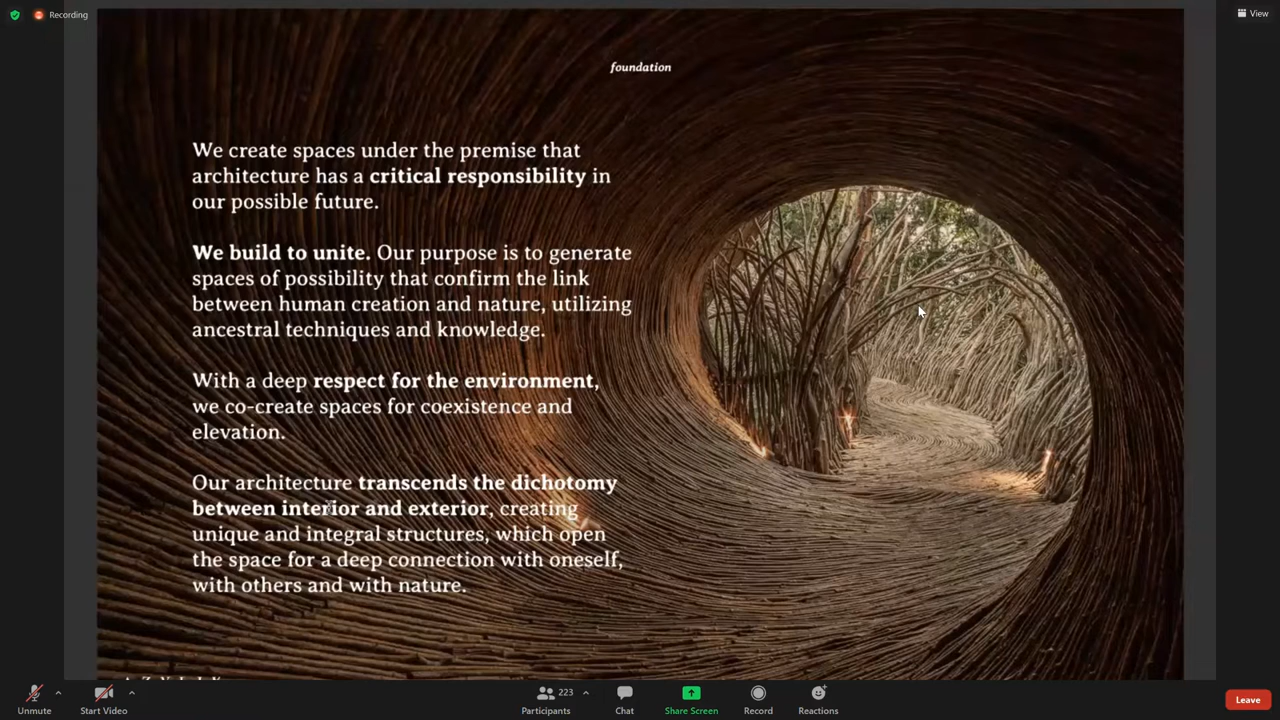 Recording
View
foundation
We create spaces under the premise that
architecture has a critical responsibility in
our possible future.
We build to unite. Our purpose is to generate
spaces of possibility that confirm the link
between human creation and nature, utilizing
ancestral techniques and knowledge.
With a deep respect for the environment,
we co-create spaces for coexistence and
elevation.
Our architecture transcends the dichotomy
between interior and exterior, creating
unique and integral structures, which open
the space for a deep connection with oneself,
with others and with nature.
Unmute
Start Video
223
Participants
Chat
Share Screen
Record
Reactions
Leave